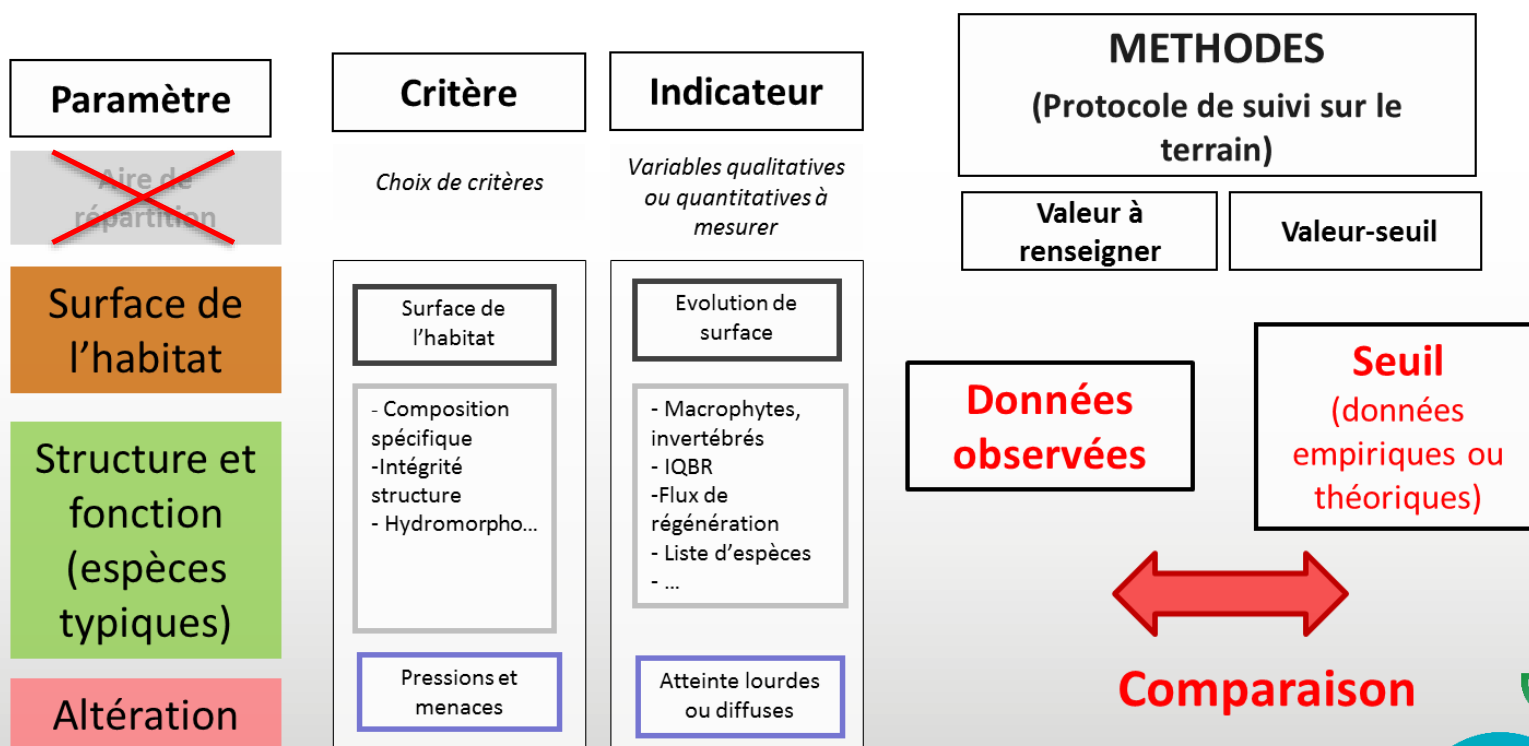 Paramètre
Aire de
répartition
Surface de
l'habitat
Structure et
fonction
(espèces
typiques)
Altération
Critère
Choix de critères
Surface de
l'habitat
- Composition
spécifique
-Intégrité
structure
- Hydromorpho...
Pressions et
menaces
Indicateur
Variables qualitatives
ou quantitatives à
mesurer
Evolution de
surface
- Macrophytes,
invertébrés
- IQBR
-Flux de
régénération
- Liste d'espèces
- ...
Atteinte lourdes
ou diffuses
METHODES
(Protocole de suivi sur le
terrain)
Valeur à
renseigner
Valeur-seuil
Données
observées
Seuil
(données
empiriques ou
théoriques)
Comparaison